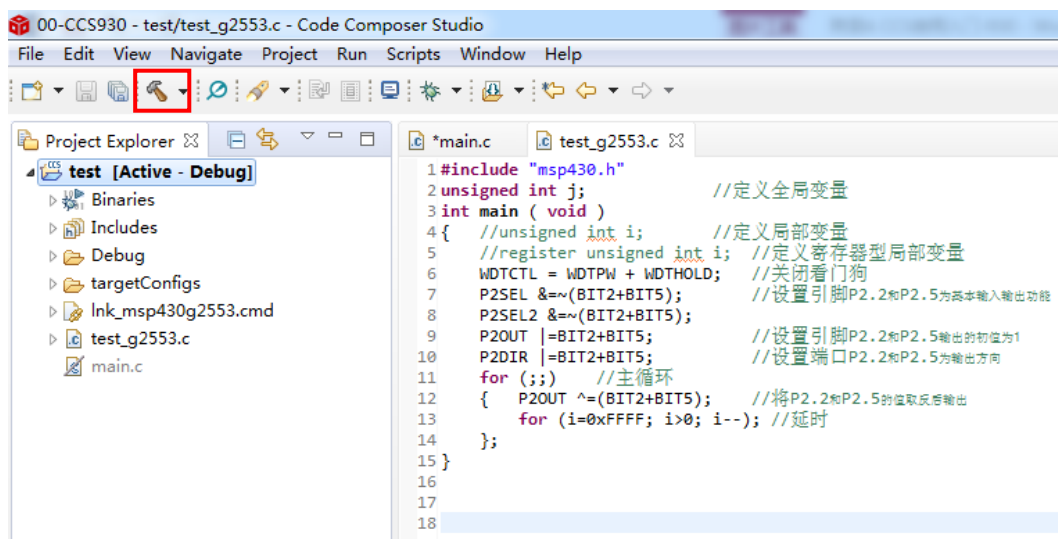 00-CCS930 - test/test_g2553.c - Code Composer Studio
File Edit View Navigate Project Run Scripts Window Help
Project Explorer
*main.c test_g2553.c
test [Active - Debug]
Binaries
Includes
Debug
targetConfigs
lnk_msp430g2553.cmd
test_g2553.c
main.c
1 #include "msp430.h"
2 unsigned int j; //定义全局变量
3 int main ( void )
4 { //unsigned int i; //定义局部变量
5 //register unsigned int i; //定义寄存器型局部变量
6 WDTCTL = WDTPW + WDTHOLD; //关闭看门狗
7 P2SEL &=~(BIT2+BIT5); //设置引脚P2.2和P2.5为基本输入输出功能
8 P2SEL2 &=~(BIT2+BIT5);
9 P2OUT |=BIT2+BIT5; //设置引脚P2.2和P2.5输出的初值为1
10 P2DIR |=BIT2+BIT5; //设置端口P2.2和P2.5为输出方向
11 for (;;) //主循环
12 { P2OUT ^=(BIT2+BIT5); //将P2.2和P2.5的值取反后输出
13 for (i=0xFFFF; i>0; i--); //延时
14 };
15 }
16
17
18